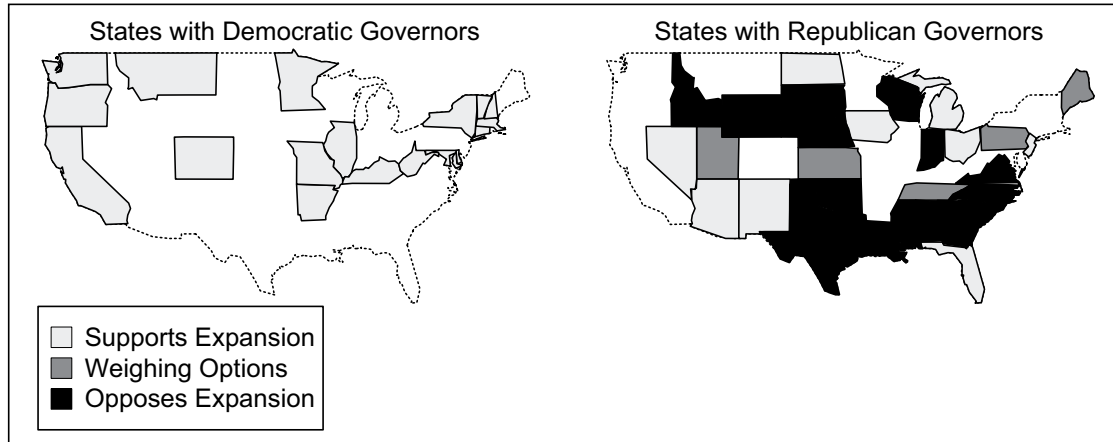 States with Democratic Governors
States with Republican Governors
Supports Expansion
Weighing Options
Opposes Expansion